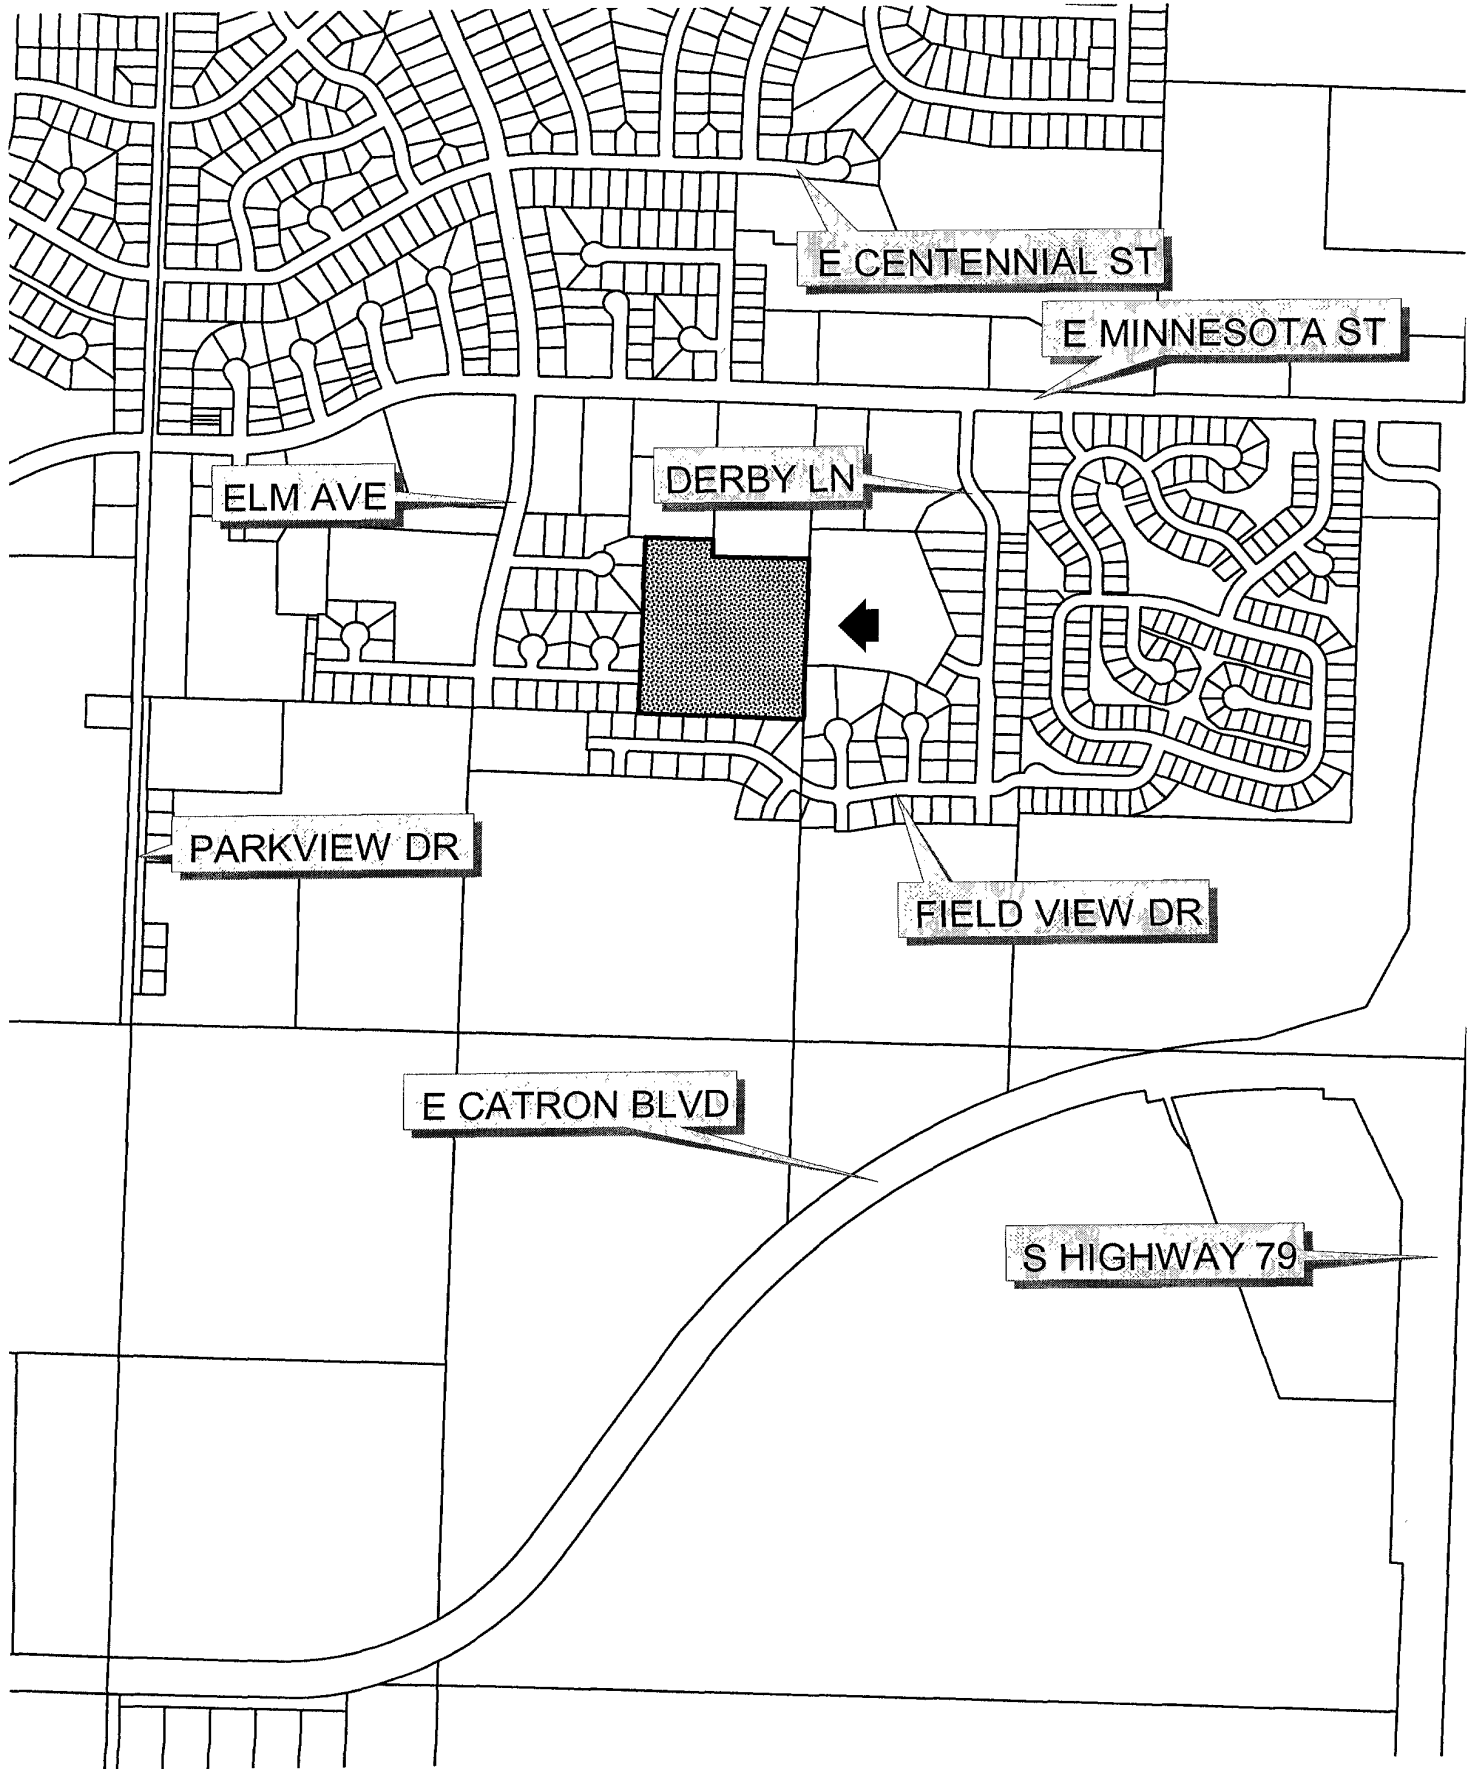 E CENTENNIAL ST
E MINNESOTA ST
ELM AVE
DERBY LN
PARKVIEW DR
FIELD VIEW DR
E CATRON BLVD
S HIGHWAY 79